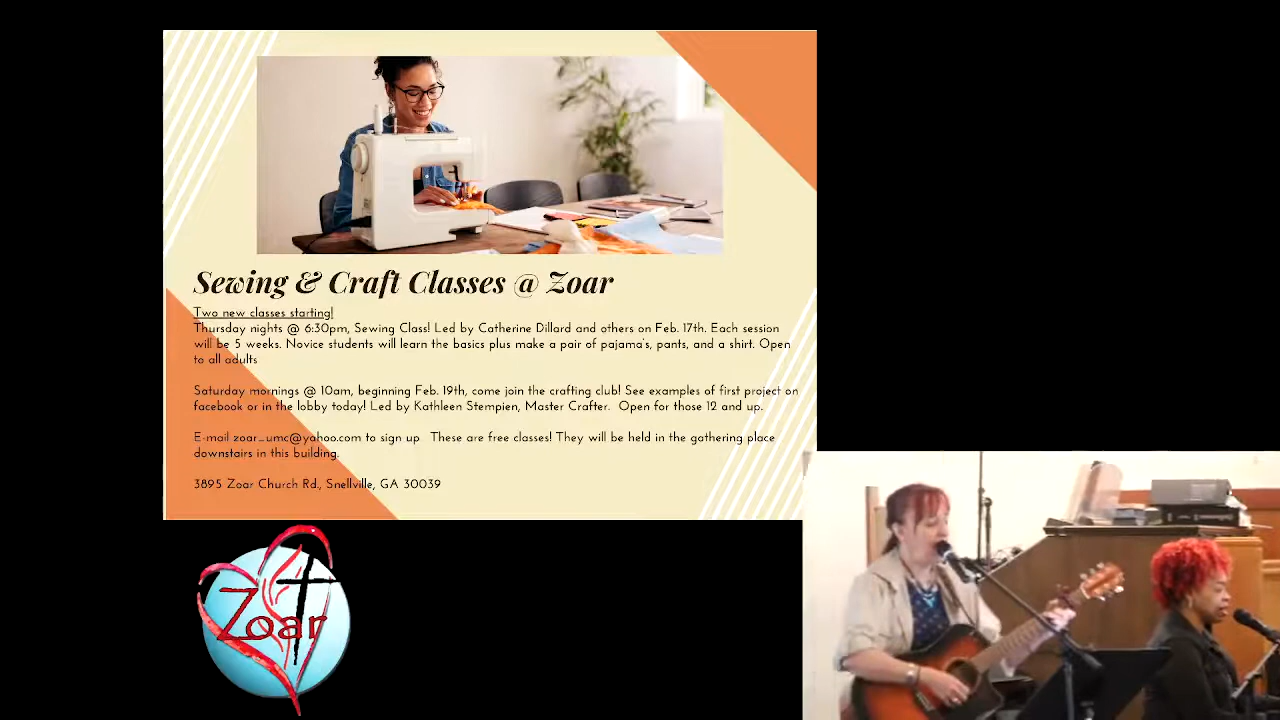 Sewing & Craft Classes @ Zoar
Two new classes starting!
Thursday nights @ 6:30pm, Sewing Class! Led by Catherine Dillard and others on Feb. 17th. Each session
will be 5 weeks. Novice students will learn the basics plus make a pair of pajama's, pants, and a shirt. Open
to all adults
Saturday mornings @ 10am, beginning Feb. 19th, come join the crafting club! See examples of first project on
facebook or in the lobby today! Led by Kathleen Stempien, Master Crafter. Open for those 12 and up.
E-mail zoar_umc@yahoo.com to sign up. These are free classes! They will be held in the gathering place
downstairs in this building.
3895 Zoar Church Rd., Snellville, GA 30039
Zoar